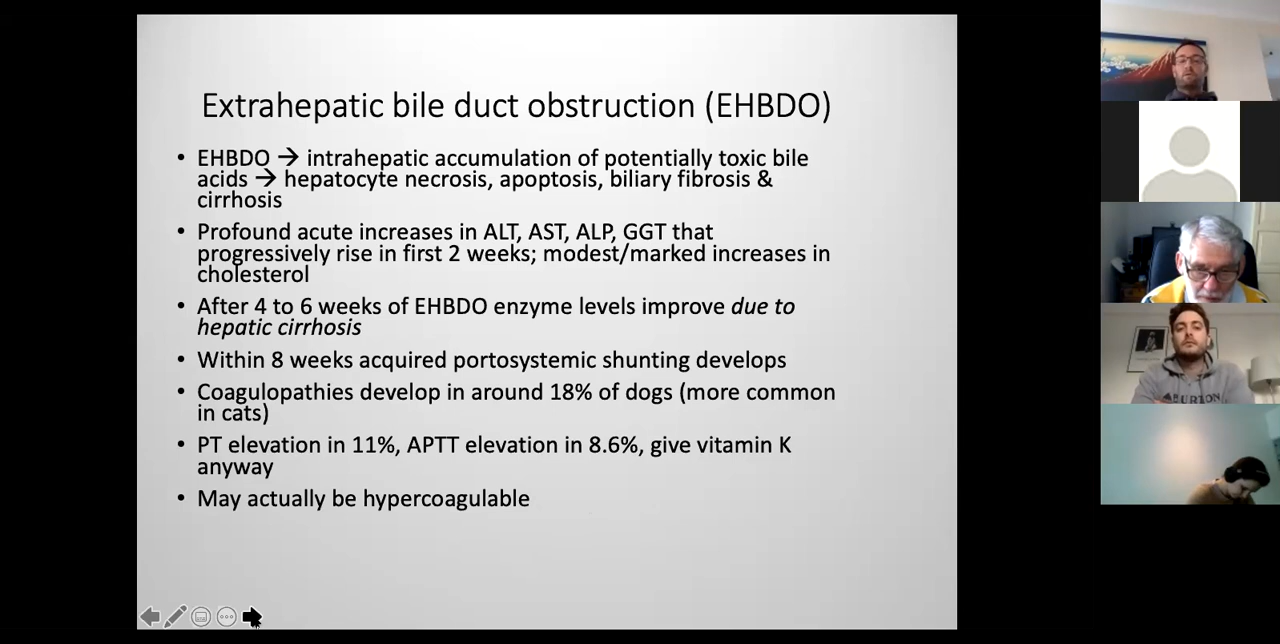 Extrahepatic bile duct obstruction (EHBDO)
• EHBDO → intrahepatic accumulation of potentially toxic bile
acids → hepatocyte necrosis, apoptosis, biliary fibrosis &
cirrhosis
• Profound acute increases in ALT, AST, ALP, GGT that
progressively rise in first 2 weeks; modest/marked increases in
cholesterol
• After 4 to 6 weeks of EHBDO enzyme levels improve due to
hepatic cirrhosis
• Within 8 weeks acquired portosystemic shunting develops
• Coagulopathies develop in around 18% of dogs (more common
in cats)
• PT elevation in 11%, APTT elevation in 8.6%, give vitamin K
anyway
• May actually be hypercoagulable
BURTON